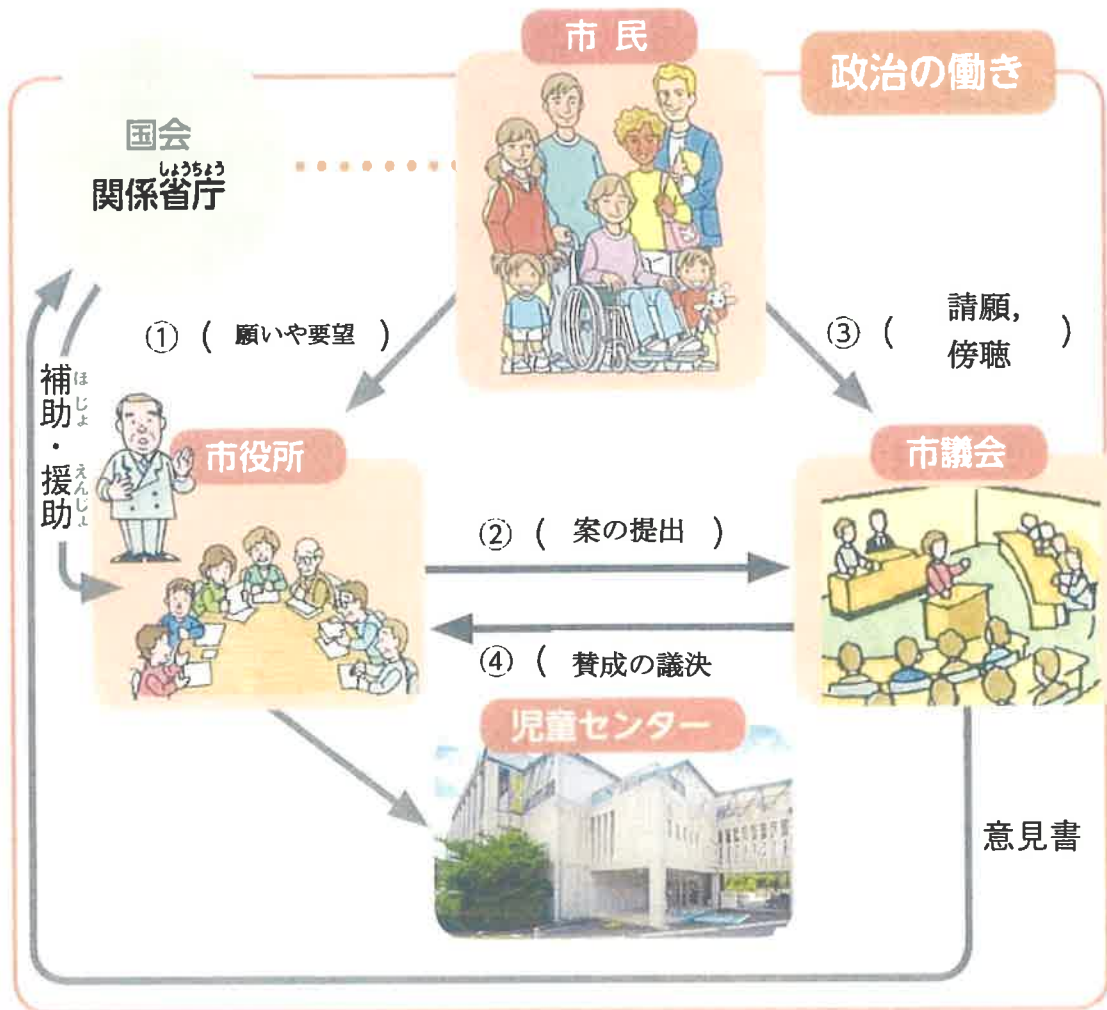 市民
政治の働き
国会
しょうちょう
関係省庁
① ( 願いや要望 )
③ ( 請願, 
傍聴 )
補助・援助
ほじょ えんじょ
市役所
市議会
② ( 案の提出 )
④ ( 賛成の議決
児童センター
意見書